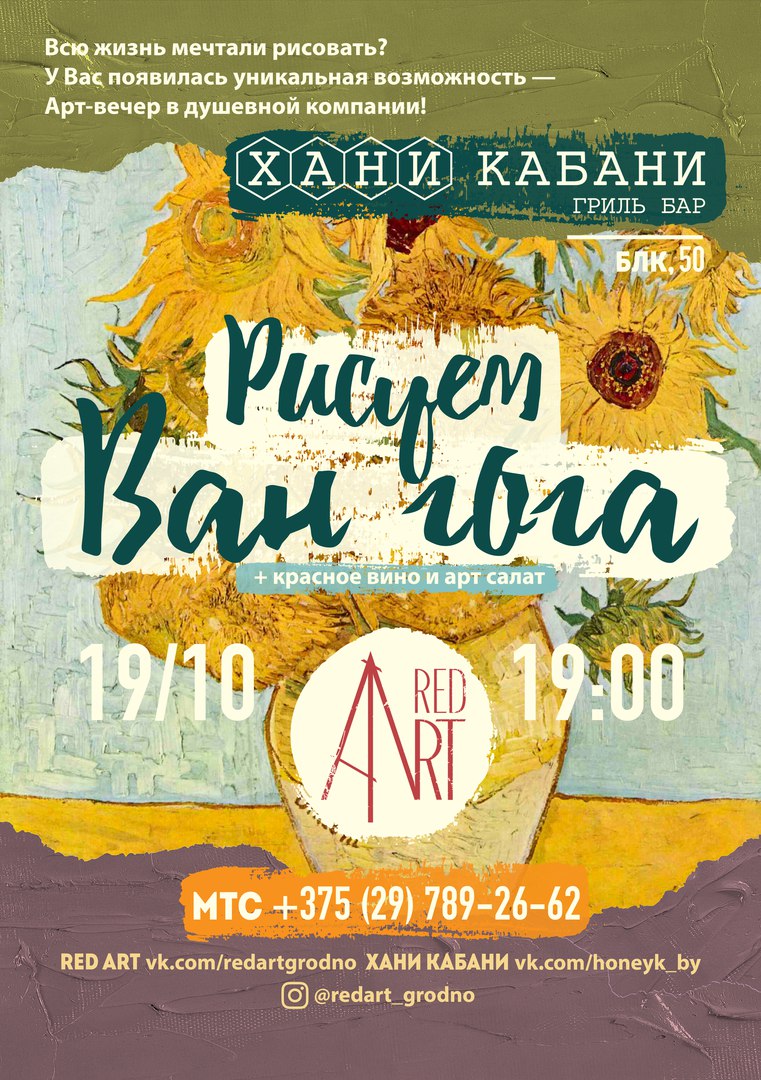 Всю жизнь мечтали рисовать?
У Вас появилась уникальная возможность —
Арт-вечер в душевной компании!
ХАНИ КАБАНИ
ГРИЛЬ БАР
БЛК, 50
Рисуем
Ван гога
+ красное вино и арт салат
19/10
19:00
RED
ART
МТС +375 (29) 789-26-62
RED ART vk.com/redartgrodno ХАНИ КАБАНИ vk.com/honeyk_by
@redart_grodno